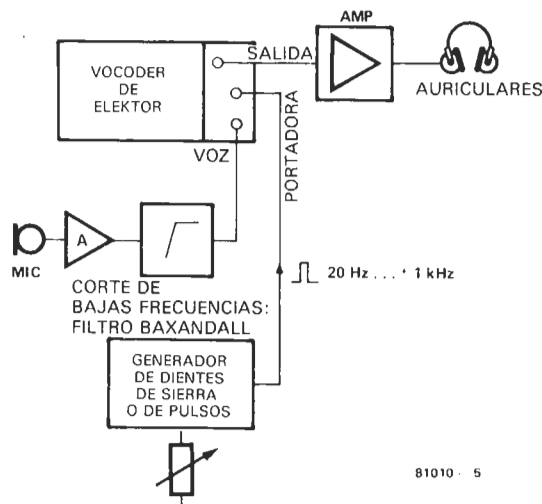 AMP
SALIDA
VOCODER
DE
ELEKTOR
AURICULARES
VOZ
PORTADORA
A
MIC
20 Hz . . . 1 kHz
CORTE DE
BAJAS FRECUENCIAS:
FILTRO BAXANDALL
GENERADOR
DE DIENTES
DE SIERRA
O DE PULSOS
81010 - 5